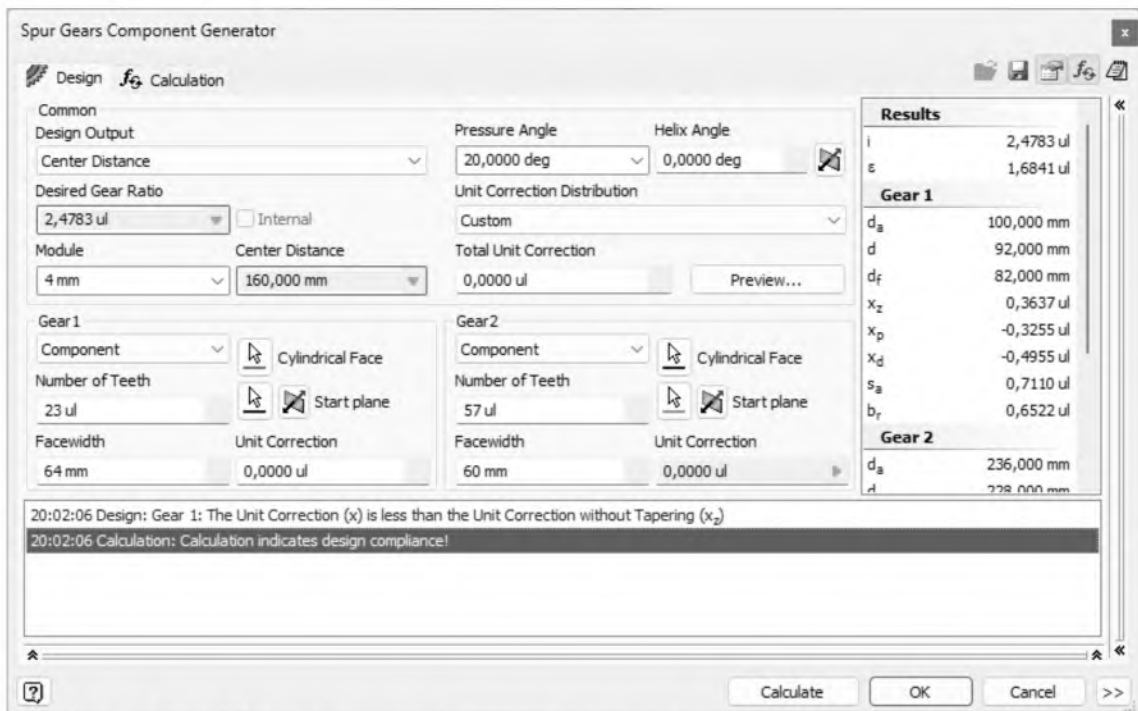 Spur Gears Component Generator
x
Design
fG Calculation
Common
Design Output
Center Distance
Pressure Angle
Helix Angle
20,0000 deg
0,0000 deg
Desired Gear Ratio
2,4783 ul
Internal
Unit Correction Distribution
Custom
Module
Center Distance
4 mm
160,000 mm
Total Unit Correction
0,0000 ul
Preview...
Gear1
Component
Cylindrical Face
Number of Teeth
23 ul
Start plane
Facewidth
Unit Correction
64 mm
0,0000 ul
Gear2
Component
Cylindrical Face
Number of Teeth
57 ul
Start plane
Facewidth
Unit Correction
60 mm
0,0000 ul
Results
i 2,4783 ul
ε 1,6841 ul
Gear 1
da 100,000 mm
d 92,000 mm
df 82,000 mm
xz 0,3637 ul
xp -0,3255 ul
xd -0,4955 ul
sa 0,7110 ul
br 0,6522 ul
Gear 2
da 236,000 mm
d 228,000 mm
20:02:06 Design: Gear 1: The Unit Correction (x) is less than the Unit Correction without Tapering (xz)
20:02:06 Calculation: Calculation indicates design compliance!
?
Calculate
OK
Cancel
>>